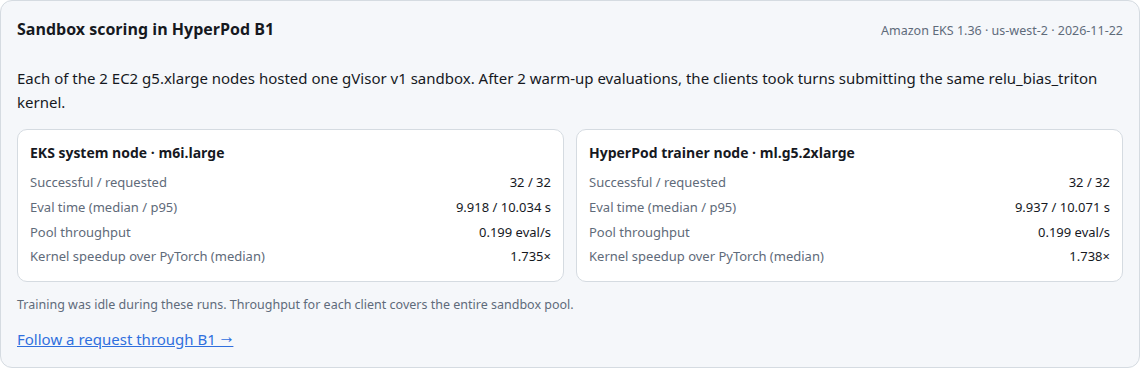 Sandbox scoring in HyperPod B1
Amazon EKS 1.36 · us-west-2 · 2026-11-22
Each of the 2 EC2 g5.xlarge nodes hosted one gVisor v1 sandbox. After 2 warm-up evaluations, the clients took turns submitting the same relu_bias_triton
kernel.
EKS system node · m6i.large
Successful / requested 32 / 32
Eval time (median / p95) 9.918 / 10.034 s
Pool throughput 0.199 eval/s
Kernel speedup over PyTorch (median) 1.735×
HyperPod trainer node · ml.g5.2xlarge
Successful / requested 32 / 32
Eval time (median / p95) 9.937 / 10.071 s
Pool throughput 0.199 eval/s
Kernel speedup over PyTorch (median) 1.738×
Training was idle during these runs. Throughput for each client covers the entire sandbox pool.
Follow a request through B1 →